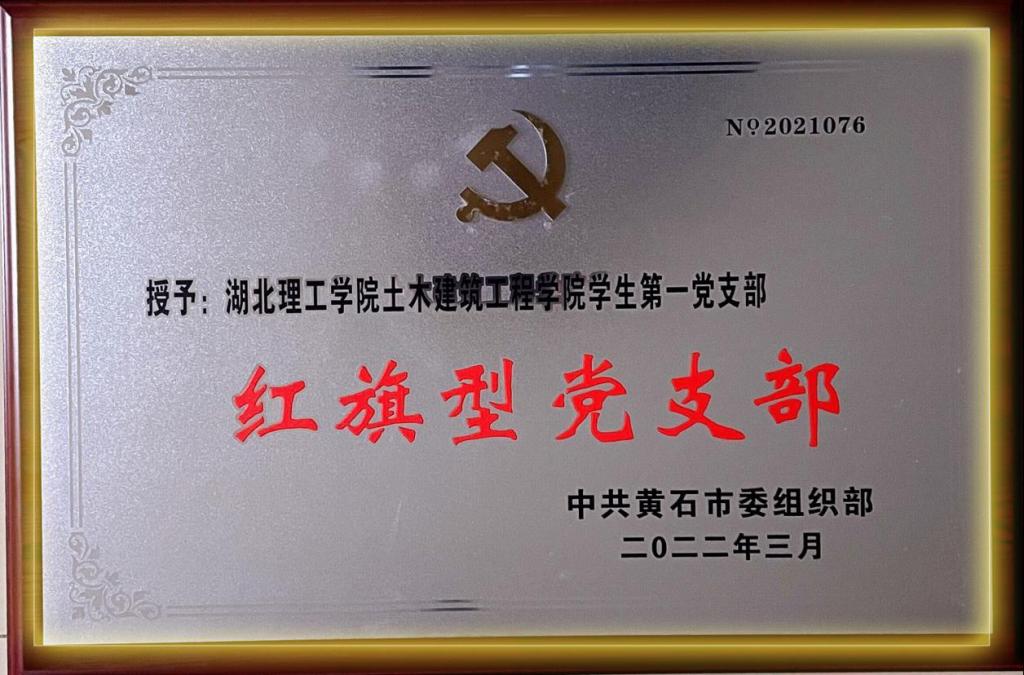 №2021076
授予：湖北理工学院土木建筑工程学院学生第一党支部
红旗型党支部
中共黄石市委组织部
二0二二年三月